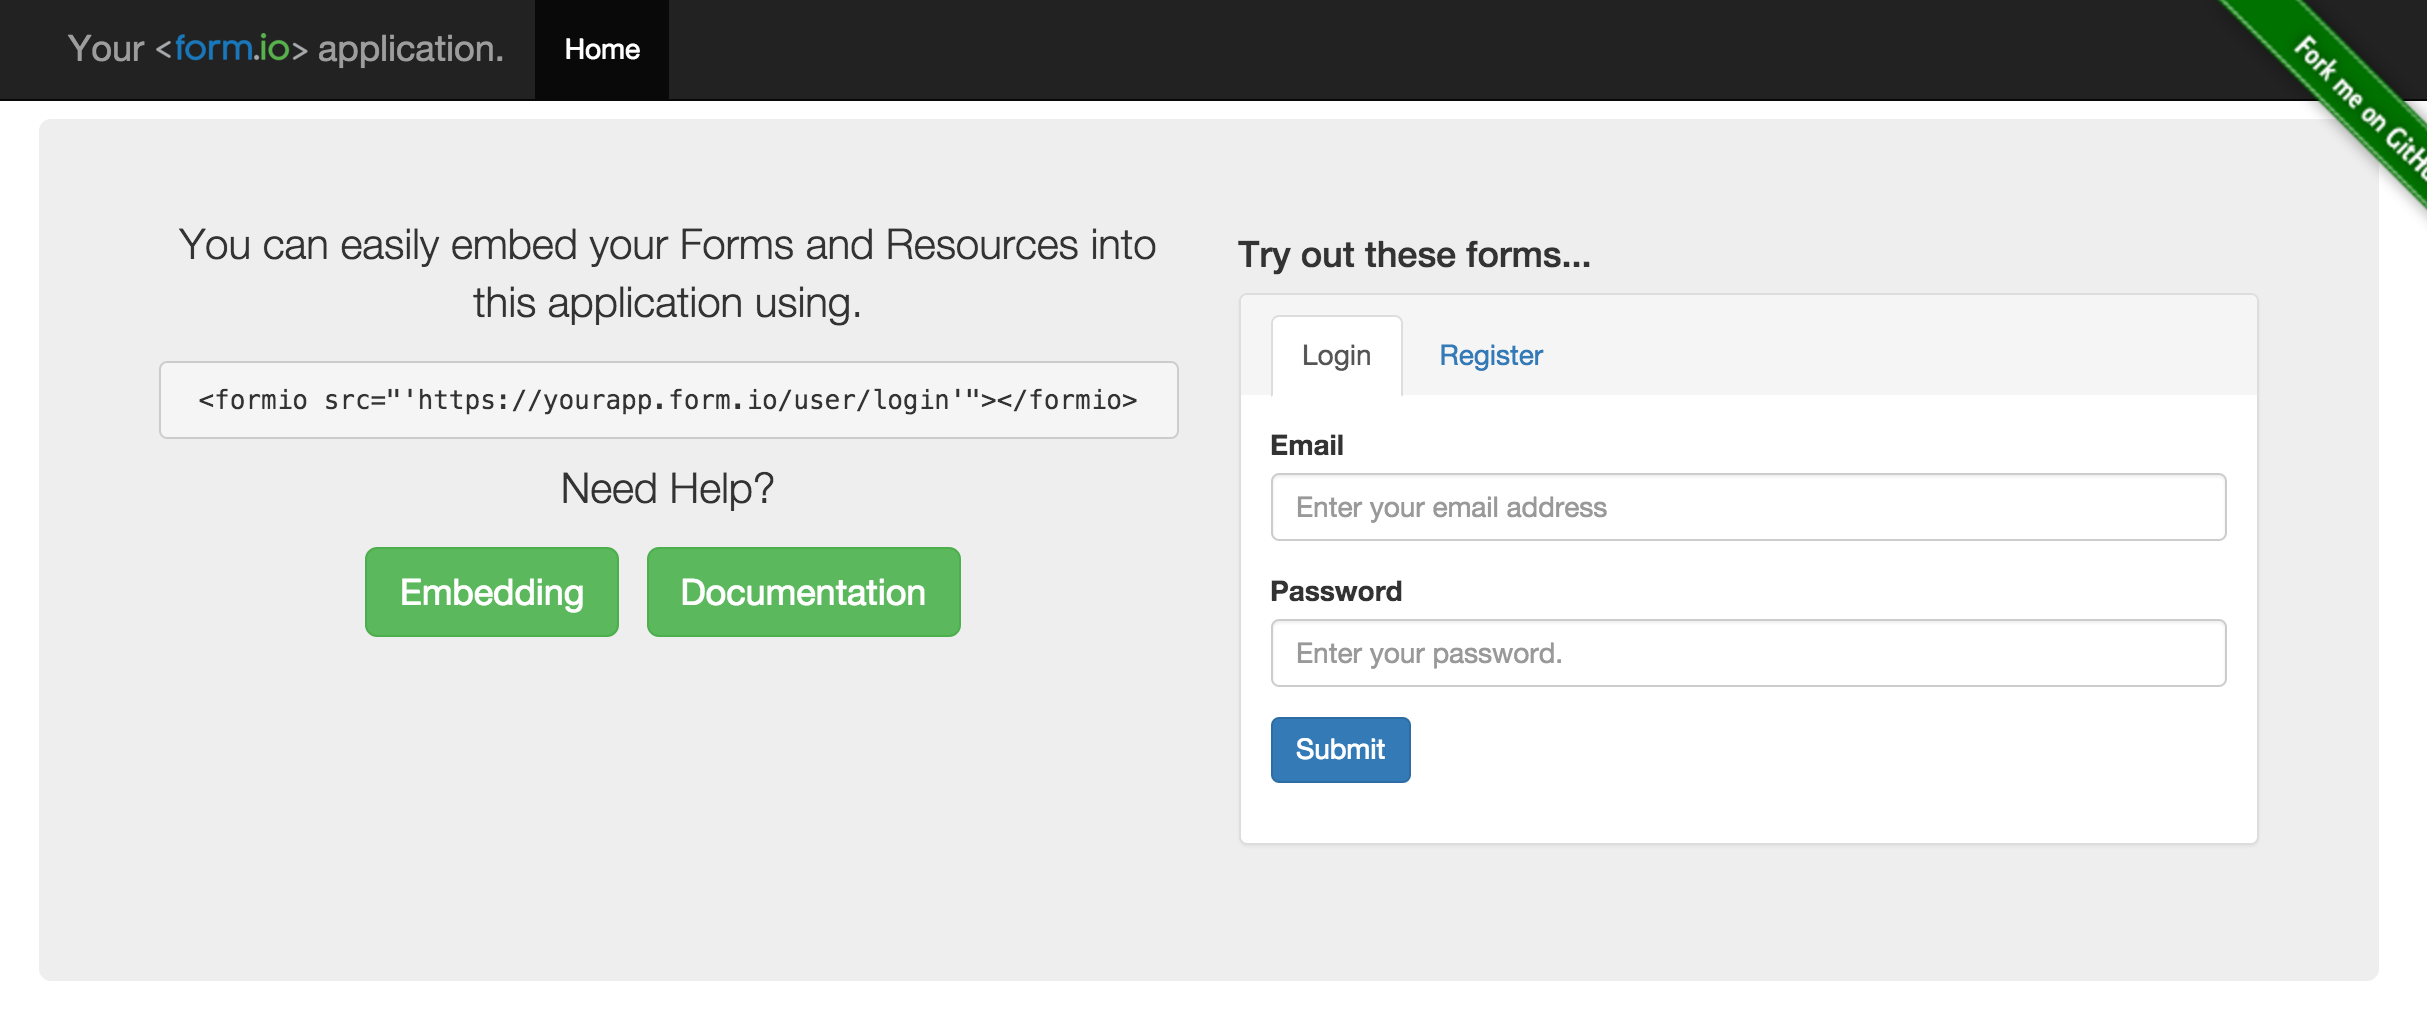 Your <form.io> application.
Home
Fork me on GitH
You can easily embed your Forms and Resources into
this application using.
<formio src="'https://yourapp.form.io/user/login'"></formio>
Need Help?
Embedding
Documentation
Try out these forms...
Login
Register
Email
Enter your email address
Password
Enter your password.
Submit